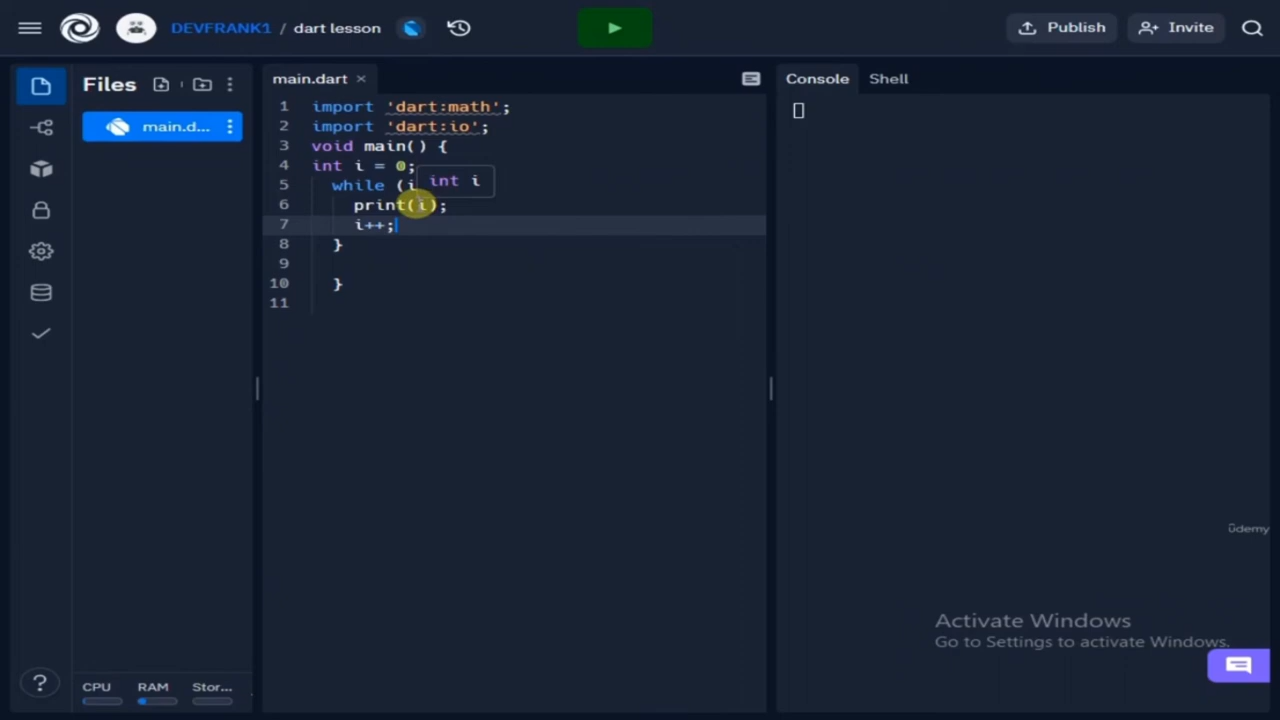 DEVFRANK1 / dart lesson
Publish
Invite
Files
main.d...
main.dart ×
1 import 'dart:math';
2 import 'dart:io';
3 void main() {
4 int i = 0;
5 while (i
int i
6 print(i);
7 i++;
8 }
9
10 }
11
Console
Shell
ûdemy
Activate Windows
Go to Settings to activate Windows.
?
CPU RAM Stor...